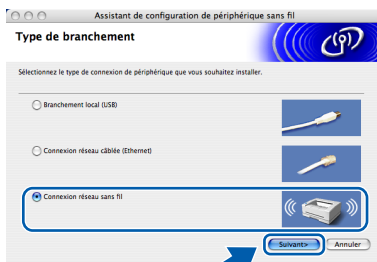 Assistant de configuration de périphérique sans fil
Type de branchement
Sélectionnez le type de connexion de périphérique que vous souhaitez installer.
Branchement local (USB)
Connexion réseau câblée (Ethernet)
Connexion réseau sans fil
Suivant>
Annuler